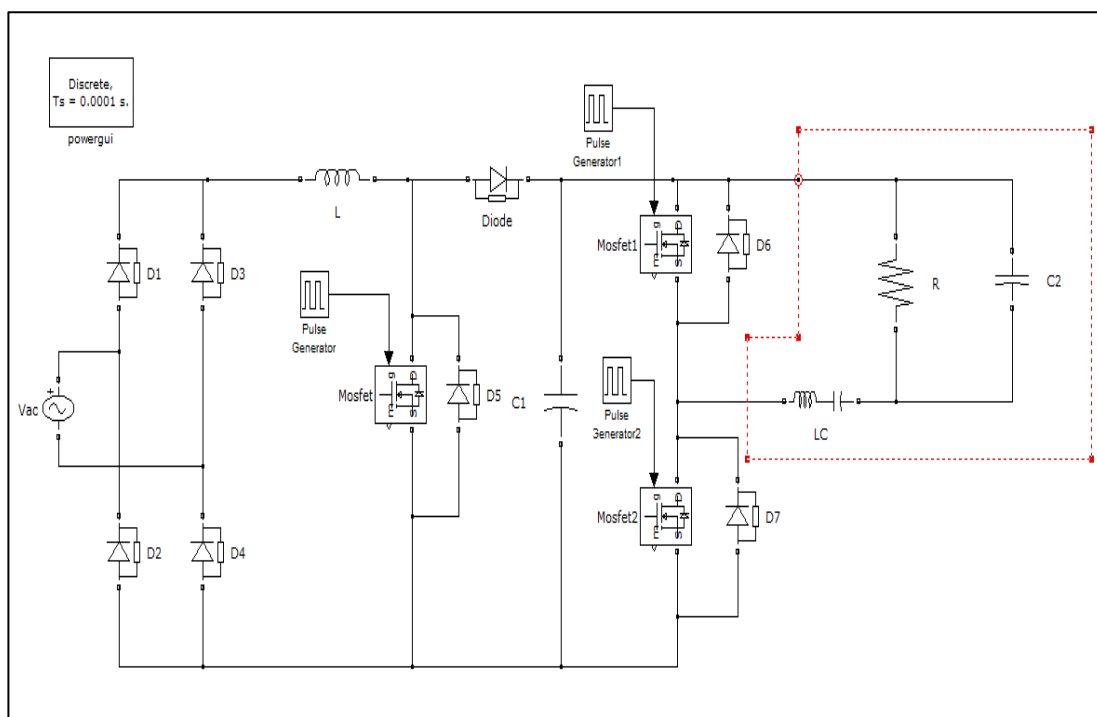 Discrete,
Ts = 0.0001 s.
powergui
Pulse
Generator1
L
Diode
Mosfet1
D6
D1
D3
R
C2
Pulse
Generator
Vac
+
Mosfet
D5
C1
Pulse
Generator2
LC
Mosfet2
D7
D2
D4
g
D
m
S
g
D
m
S
g
D
m
S